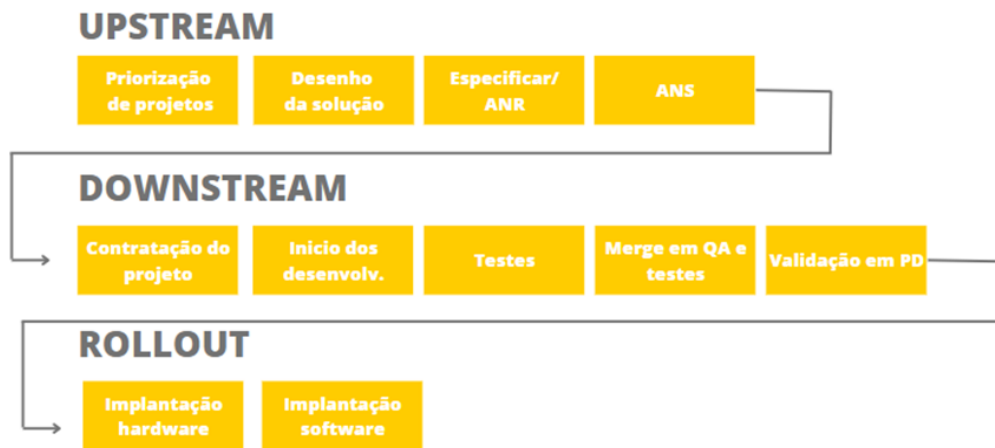 UPSTREAM
Priorização
de projetos
Desenho
da solução
Especificar/
ANR
ANS
DOWNSTREAM
Contratação do
projeto
Inicio dos
desenvolv.
Testes
Merge em QA e
testes
Validação em PD
ROLLOUT
Implantação
hardware
Implantação
software